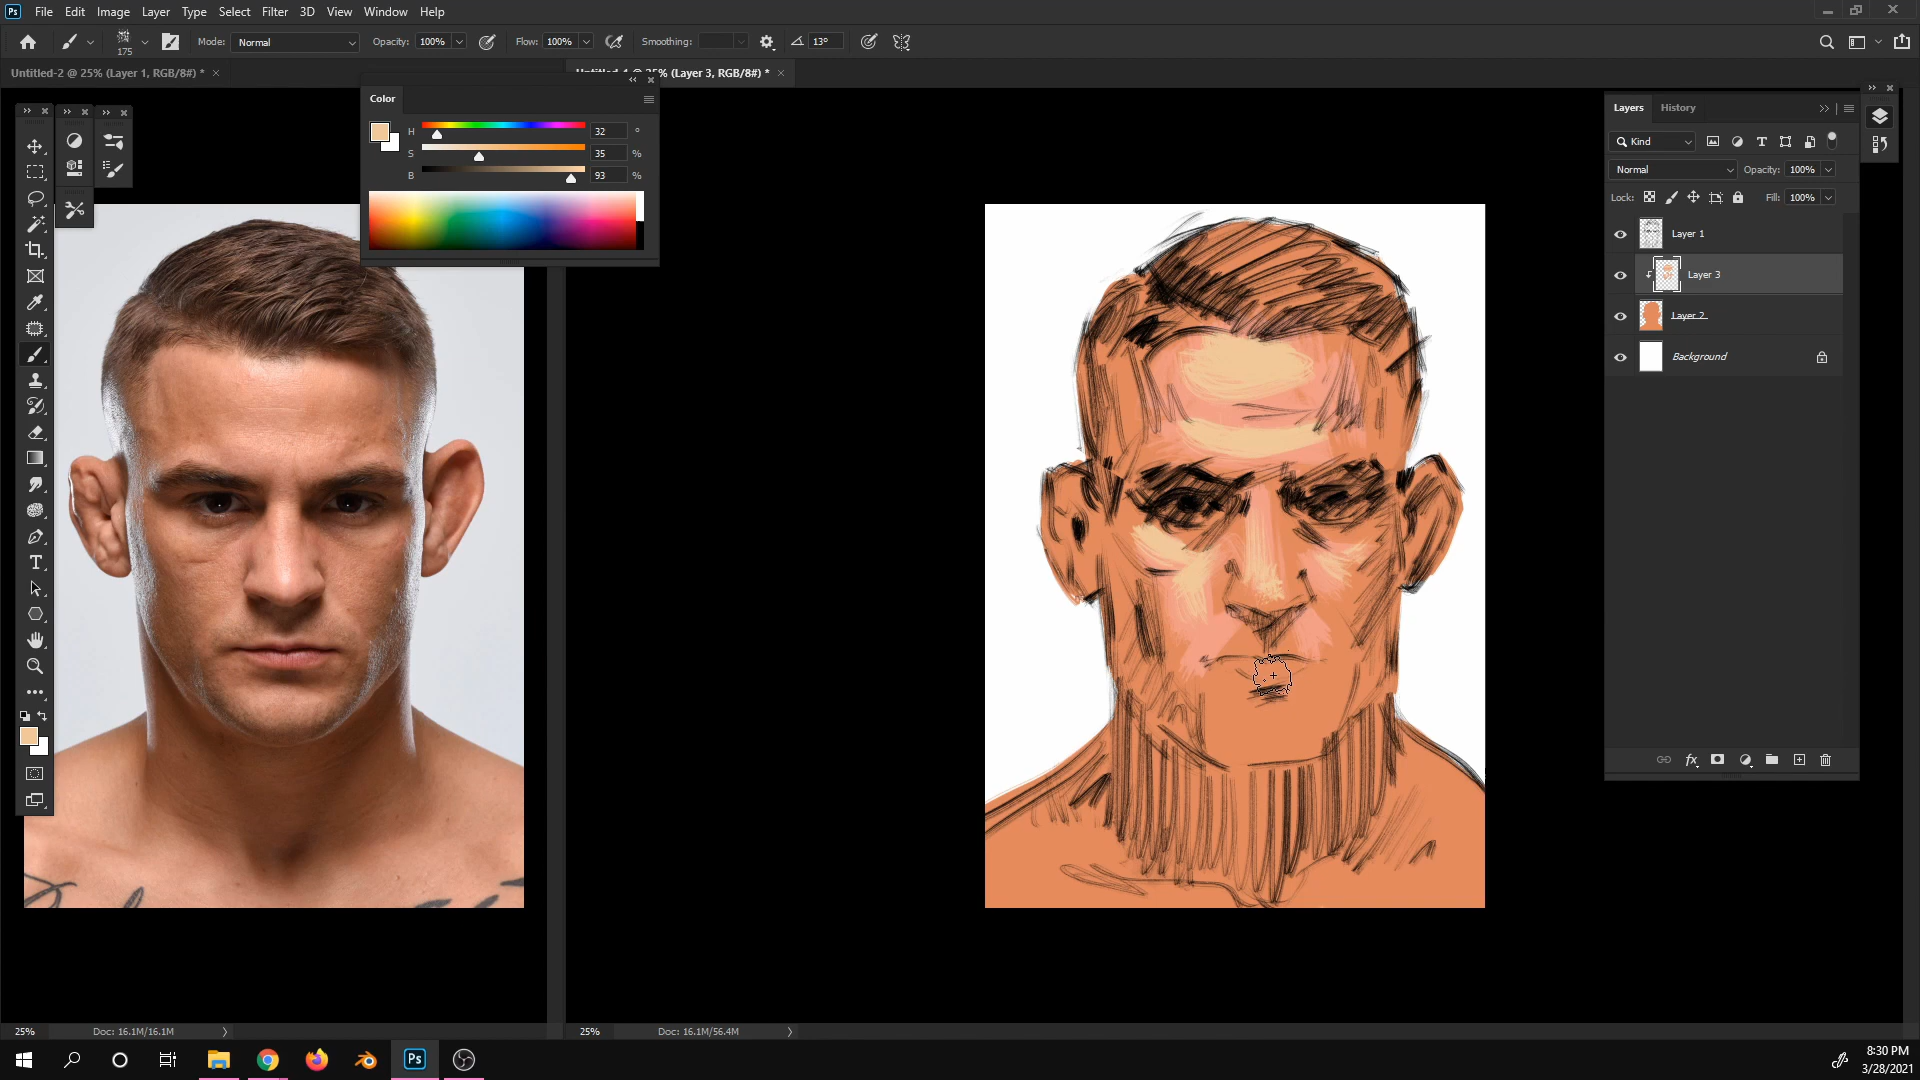 Ps File Edit Image Layer Type Select Filter 3D View Window Help
175 Mode: Normal Opacity: 100% Flow: 100% Smoothing: 13°
Untitled-2 @ 25% (Layer 1, RGB/8#) *
(Layer 3, RGB/8#) *
Color
H 32 °
S 35 %
B 93 %
Layers History
Kind
Normal Opacity: 100%
Lock: Fill: 100%
Layer 1
Layer 3
Layer 2
Background
fx
25% Doc: 16.1M/16.1M
25% Doc: 16.1M/56.4M
Ps
8:30 PM
3/28/2021